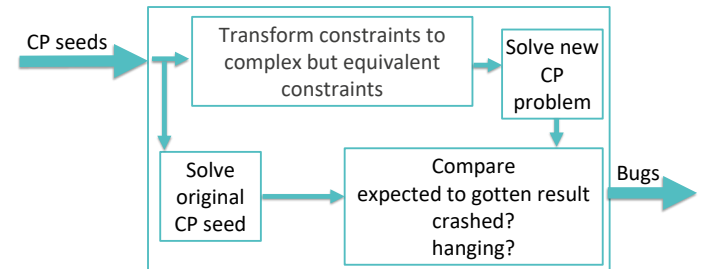 CP seeds
Transform constraints to
complex but equivalent
constraints
Solve new
CP
problem
Solve
original
CP seed
Compare
expected to gotten result
crashed?
hanging?
Bugs